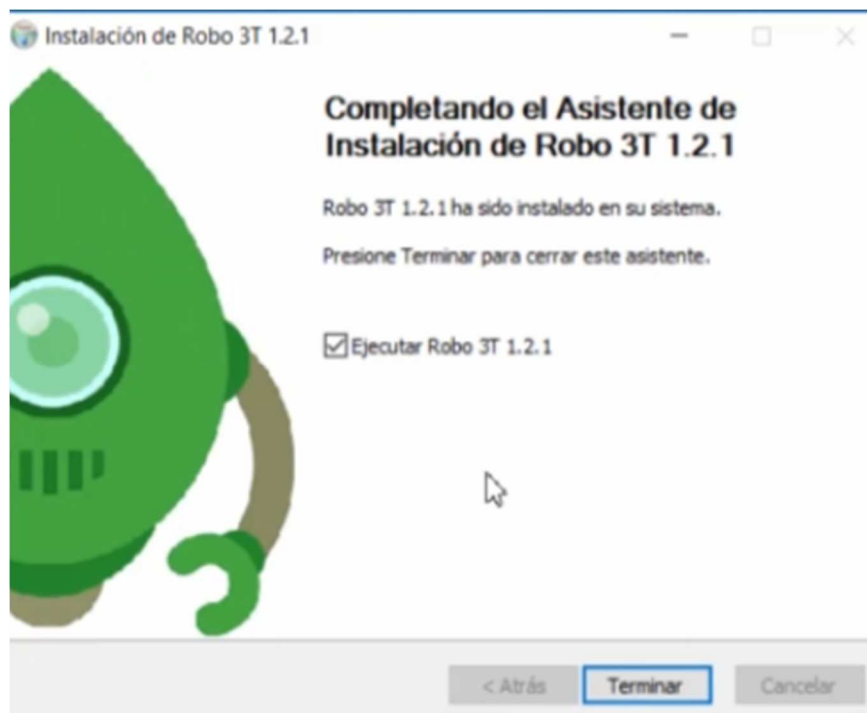 Instalación de Robo 3T 1.2.1
Completando el Asistente de
Instalación de Robo 3T 1.2.1
Robo 3T 1.2.1 ha sido instalado en su sistema.
Presione Terminar para cerrar este asistente.
Ejecutar Robo 3T 1.2.1
< Atrás Terminar Cancelar